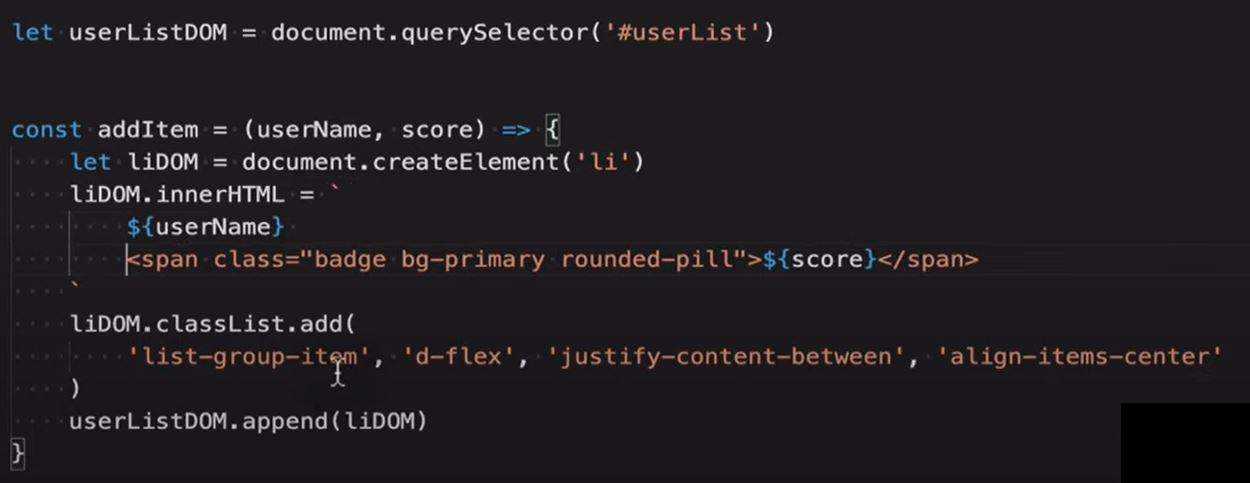 let userListDOM = document.querySelector('#userList')
const addItem = (userName, score) => {
let liDOM = document.createElement('li')
liDOM.innerHTML = `
${userName}
<span class="badge bg-primary rounded-pill">${score}</span>
`
liDOM.classList.add(
'list-group-item', 'd-flex', 'justify-content-between', 'align-items-center'
)
userListDOM.append(liDOM)
}